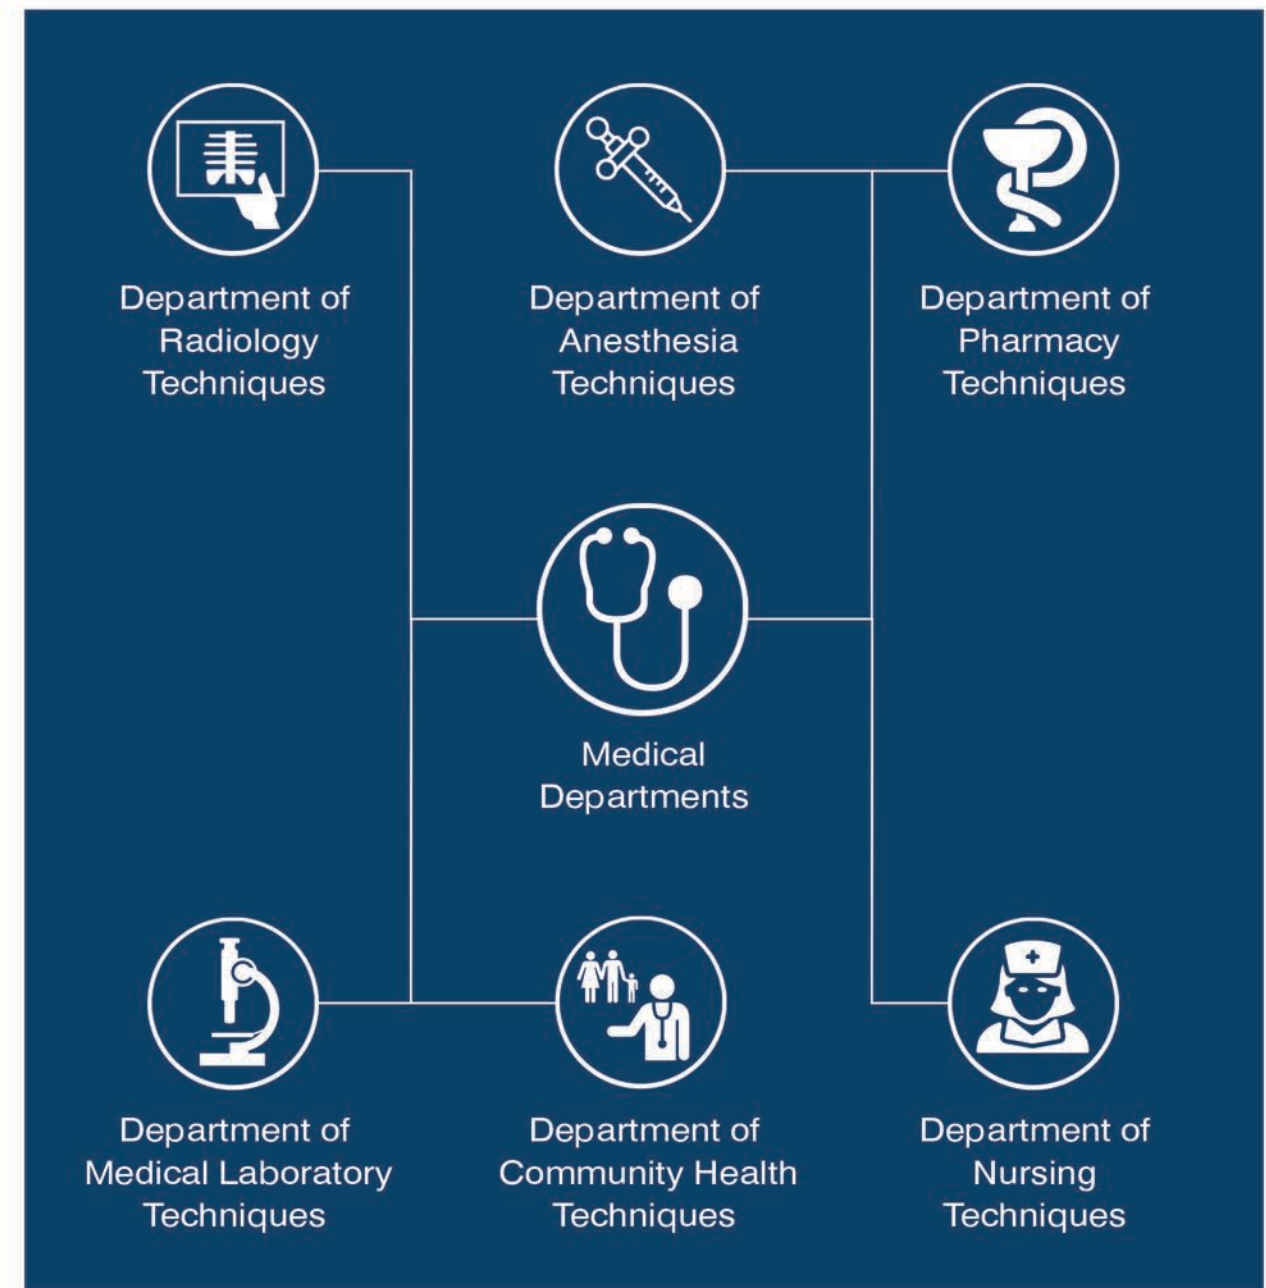 Department of
Radiology
Techniques
Department of
Anesthesia
Techniques
Department of
Pharmacy
Techniques
Medical
Departments
Department of
Medical Laboratory
Techniques
Department of
Community Health
Techniques
Department of
Nursing
Techniques